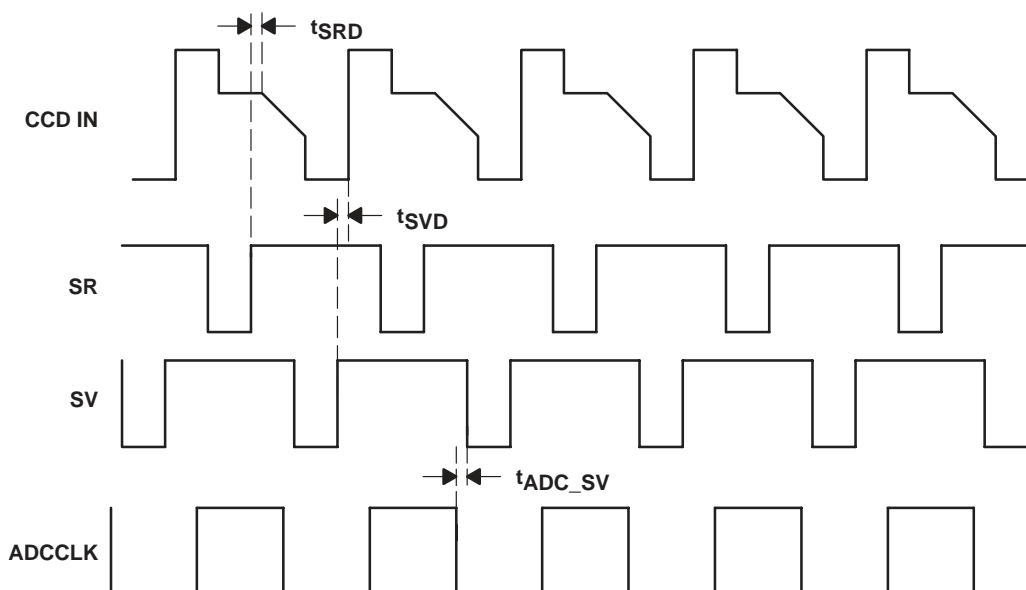 tSRD
CCD IN
tSVD
SR
SV
tADC_SV
ADCCLK